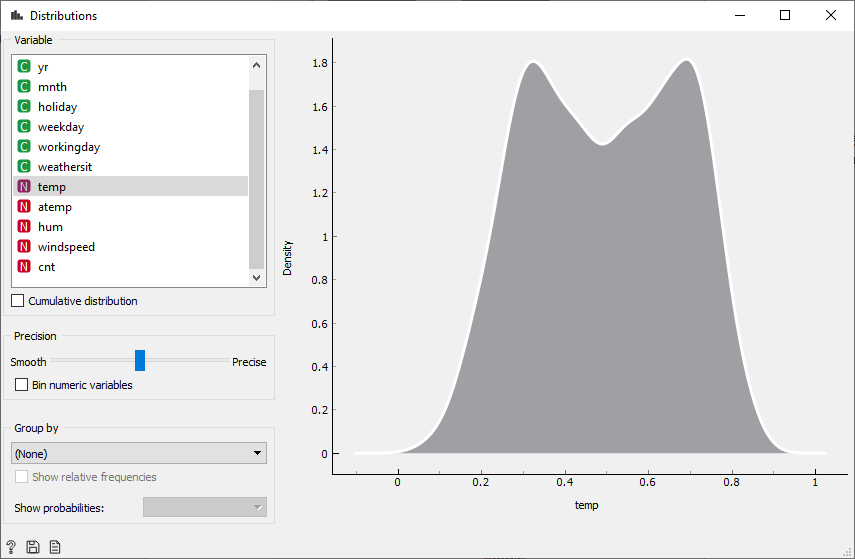 Distributions
Variable
C yr
C mnth
C holiday
C weekday
C workingday
C weathersit
N temp
N atemp
N hum
N windspeed
N cnt
Cumulative distribution
Precision
Smooth Precise
Bin numeric variables
Group by
(None)
Show relative frequencies
Show probabilities:
?
Density
1.8
1.6
1.4
1.2
1
0.8
0.6
0.4
0.2
0
0 0.2 0.4 0.6 0.8 1
temp